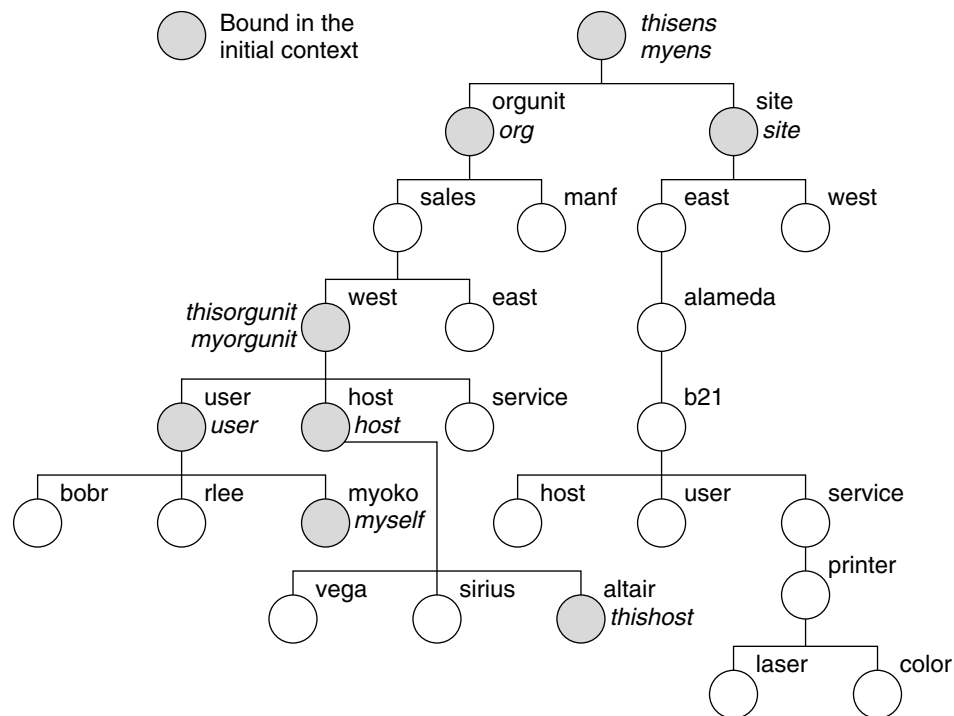 Bound in the
initial context
thisens
myens
orgunit
org
site
site
sales
manf
east
west
west
east
alameda
thisorgunit
myorgunit
user
user
host
host
service
b21
bobr
rlee
myoko
myself
host
user
service
printer
vega
sirius
altair
thishost
laser
color